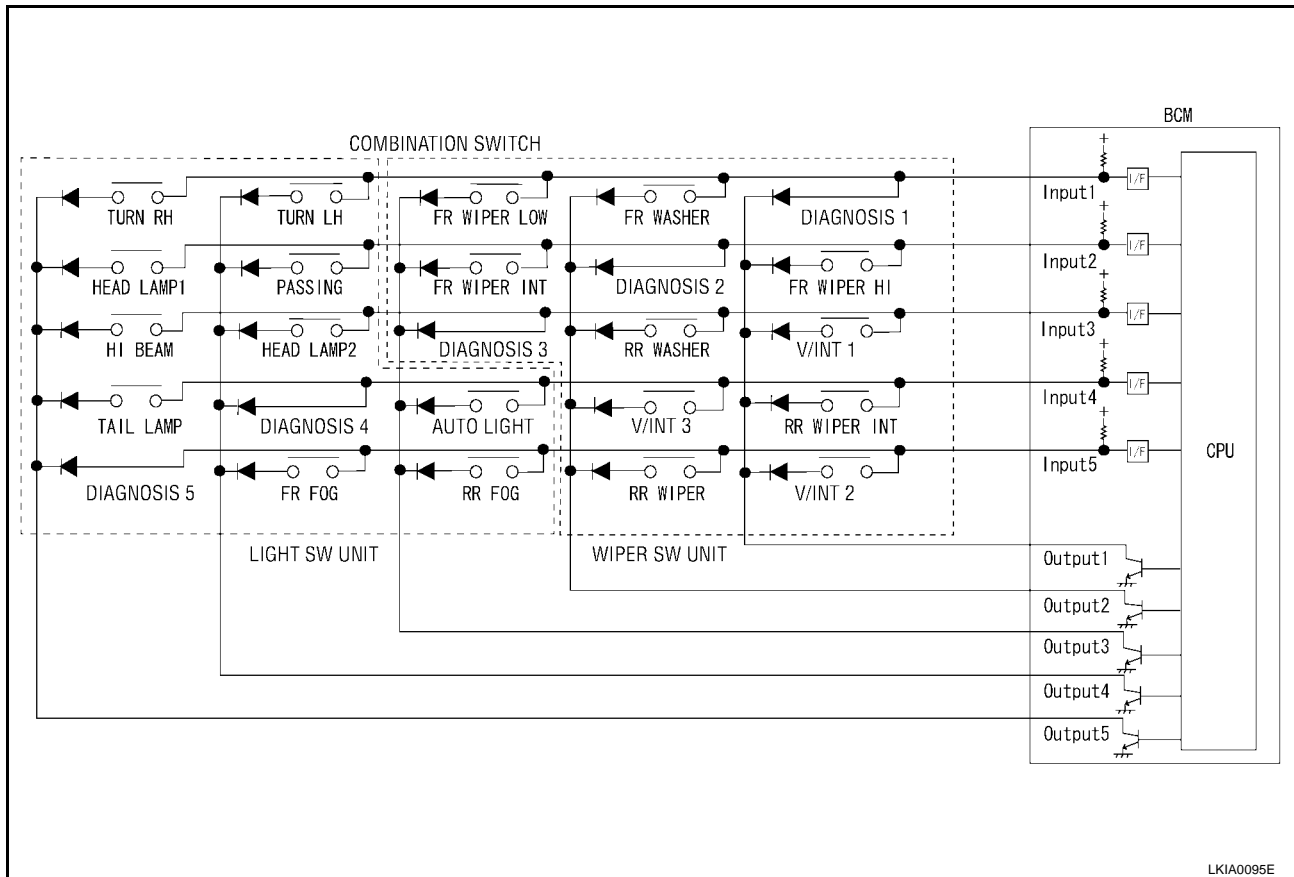 BCM
COMBINATION SWITCH
+
I/F
Input1
TURN RH
TURN LH
FR WIPER LOW
FR WASHER
DIAGNOSIS 1
+
I/F
Input2
HEAD LAMP1
PASSING
FR WIPER INT
DIAGNOSIS 2
FR WIPER HI
+
I/F
Input3
HI BEAM
HEAD LAMP2
DIAGNOSIS 3
RR WASHER
V/INT 1
+
I/F
Input4
TAIL LAMP
DIAGNOSIS 4
AUTO LIGHT
V/INT 3
RR WIPER INT
+
I/F
CPU
Input5
DIAGNOSIS 5
FR FOG
RR FOG
RR WIPER
V/INT 2
LIGHT SW UNIT
WIPER SW UNIT
Output1
Output2
Output3
Output4
Output5
LKIA0095E